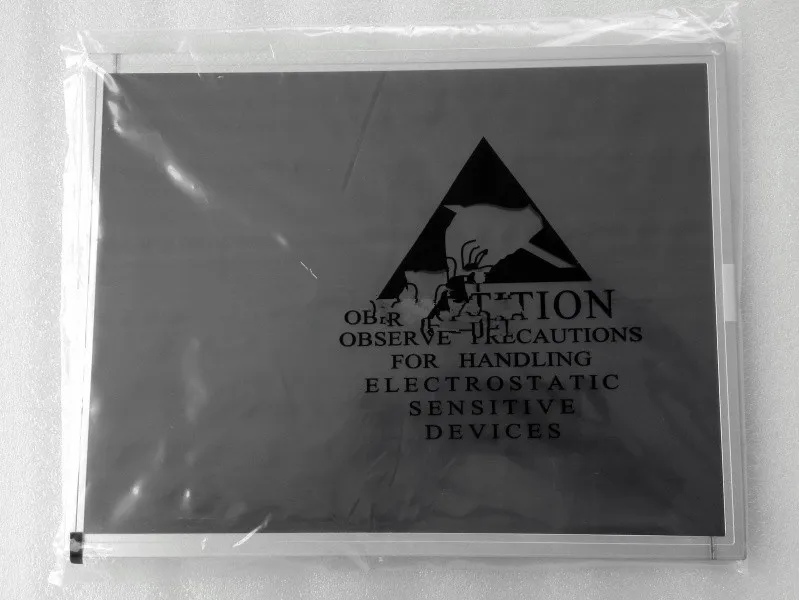 OBSERVE PRECAUTIONS
FOR HANDLING
ELECTROSTATIC
SENSITIVE
DEVICES